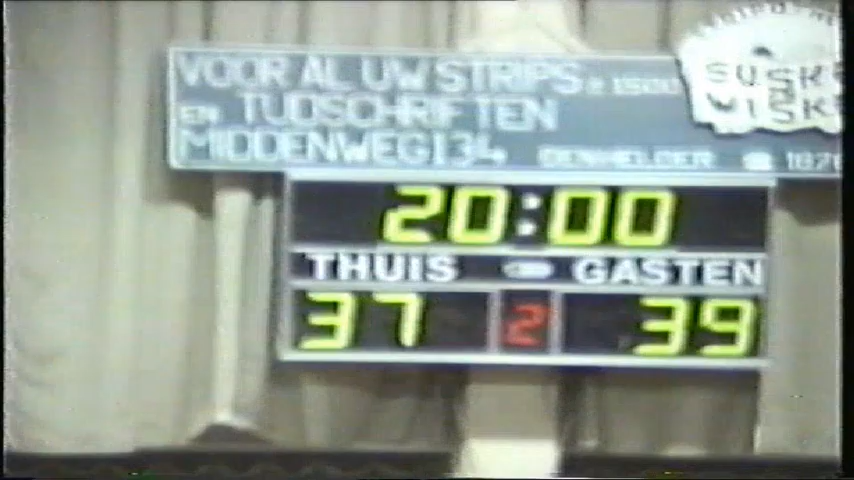 VOOR AL UW STRIPS
EN TIJDSCHRIFTEN
MIDDENWEG 134 DEN HELDER
SUSKE
WISKE
20:00
THUIS GASTEN
37 2 39